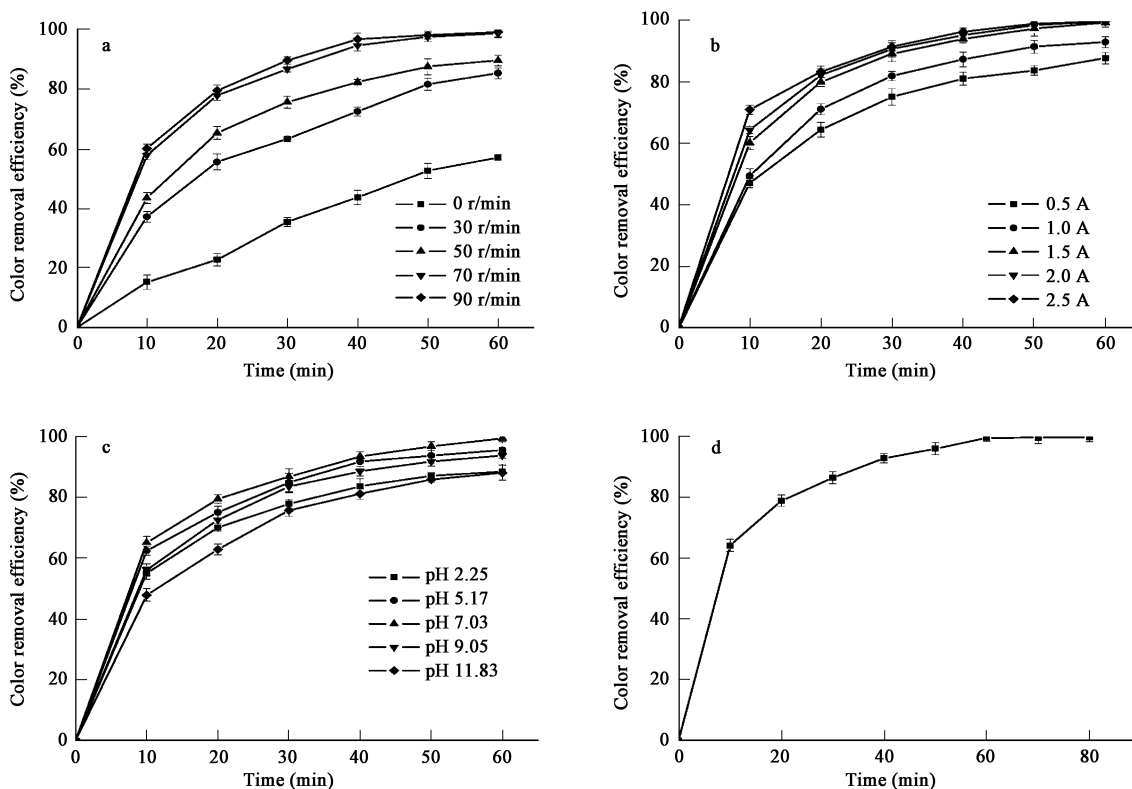 a
100
80
60
40
20
0
Color removal efficiency (%)
0 r/min
30 r/min
50 r/min
70 r/min
90 r/min
0 10 20 30 40 50 60
Time (min)
b
100
80
60
40
20
0
Color removal efficiency (%)
0.5 A
1.0 A
1.5 A
2.0 A
2.5 A
0 10 20 30 40 50 60
Time (min)
c
100
80
60
40
20
0
Color removal efficiency (%)
pH 2.25
pH 5.17
pH 7.03
pH 9.05
pH 11.83
0 10 20 30 40 50 60
Time (min)
d
100
80
60
40
20
0
Color removal efficiency (%)
0 20 40 60 80
Time (min)